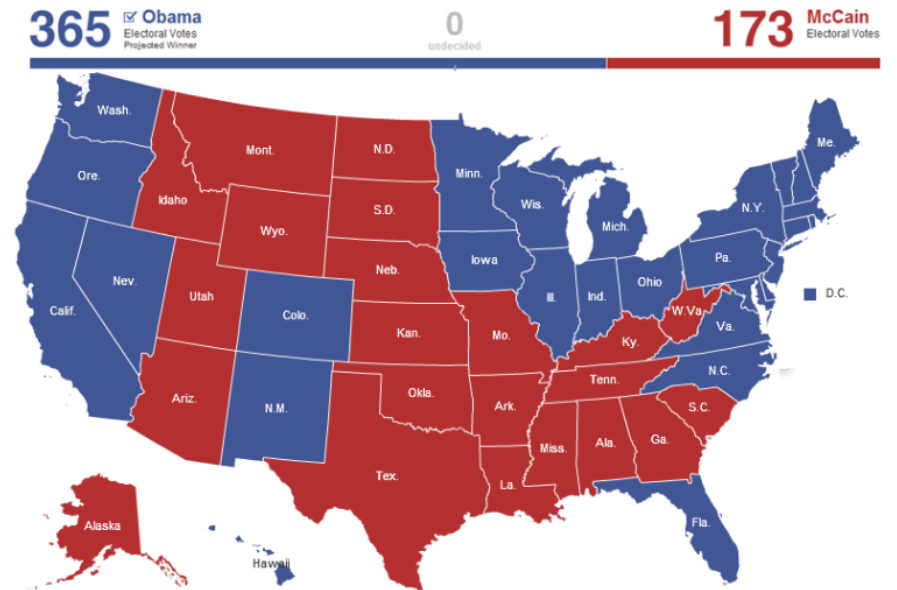 365
Obama
Electoral Votes
Projected Winner
0
undecided
173
McCain
Electoral Votes
Wash.
Mont.
N.D.
Minn.
Me.
Ore.
Idaho
S.D.
Wis.
N.Y.
Wyo.
Mich.
Iowa
Pa.
Neb.
Nev.
Utah
Ohio
Ill.
Ind.
D.C.
Calif.
Colo.
W.Va
Va.
Kan.
Mo.
Ky.
N.C.
Tenn.
Ariz.
N.M.
Okla.
Ark.
S.C.
Miss.
Ala.
Ga.
Tex.
La.
Fla.
Alaska
Hawaii